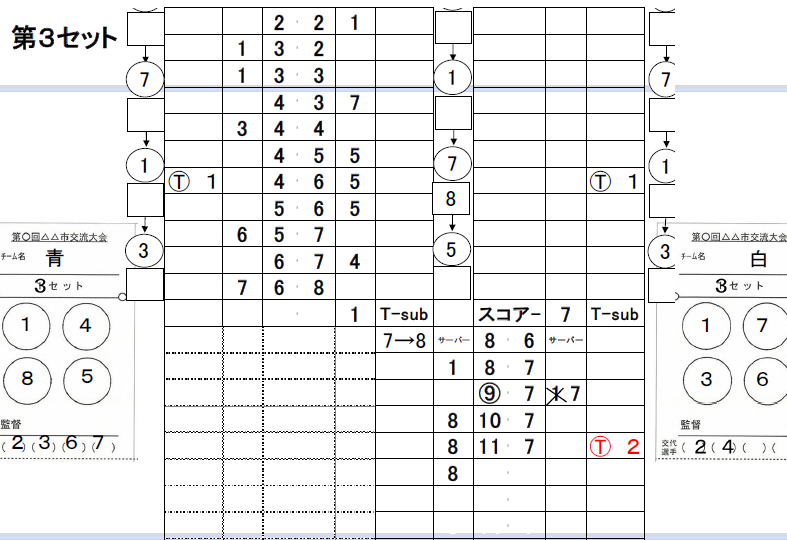 第3セット
2 2 1
1 3 2
7
1 3 3
1
7
4 3 7
3 4 4
1
4 5 5
7
1
Ⓣ 1 4 6 5
Ⓣ 1
5 6 5
8
第〇回△△市交流大会
チーム名 青
3セット
1 4
8 5
監督
(2)(3)(6)(7)
3
6 5 7
5
3
6 7 4
7 6 8
1 T-sub スコア- 7 T-sub
7→8 サーバー 8 6 サーバー
1 8 7
⑨ 7 1 7
8 10 7
8 11 7 Ⓣ 2
8
第〇回△△市交流大会
チーム名 白
3セット
1 7
3 6
監督
交代選手 (2)(4)( )(